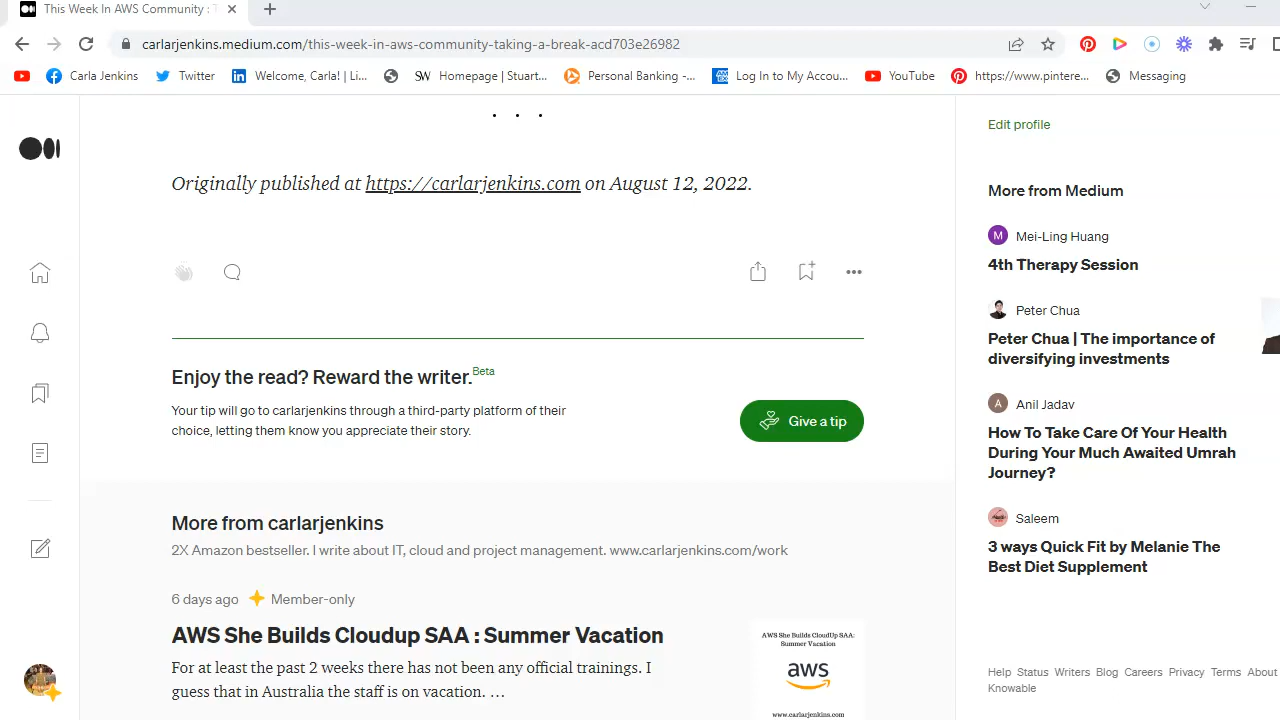 This Week In AWS Community :
carlarjenkins.medium.com/this-week-in-aws-community-taking-a-break-acd703e26982
Carla Jenkins
Twitter
Welcome, Carla! | Li...
Homepage | Stuart...
Personal Banking -...
Log In to My Accou...
YouTube
https://www.pintere...
Messaging
. . .
Originally published at https://carlarjenkins.com on August 12, 2022.
Enjoy the read? Reward the writer.Beta
Your tip will go to carlarjenkins through a third-party platform of their
choice, letting them know you appreciate their story.
Give a tip
More from carlarjenkins
2X Amazon bestseller. I write about IT, cloud and project management. www.carlarjenkins.com/work
6 days ago
Member-only
AWS She Builds Cloudup SAA : Summer Vacation
For at least the past 2 weeks there has not been any official trainings. I
guess that in Australia the staff is on vacation. …
AWS She Builds CloudUp SAA:
Summer Vacation
aws
www.carlarjenkins.com
Edit profile
More from Medium
M
Mei-Ling Huang
4th Therapy Session
Peter Chua
Peter Chua | The importance of
diversifying investments
A
Anil Jadav
How To Take Care Of Your Health
During Your Much Awaited Umrah
Journey?
Saleem
3 ways Quick Fit by Melanie The
Best Diet Supplement
Help Status Writers Blog Careers Privacy Terms About
Knowable